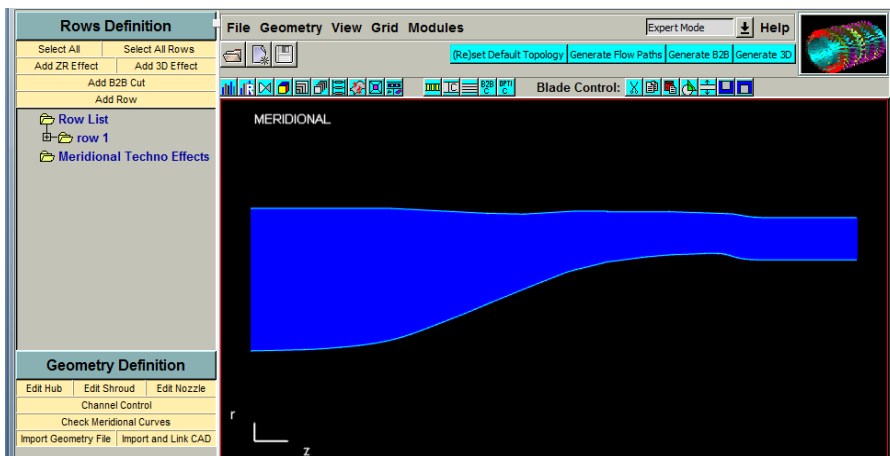 Rows Definition
Select All Select All Rows
Add ZR Effect Add 3D Effect
Add B2B Cut
Add Row
Row List
row 1
Meridional Techno Effects
Geometry Definition
Edit Hub Edit Shroud Edit Nozzle
Channel Control
Check Meridional Curves
Import Geometry File Import and Link CAD
File Geometry View Grid Modules Expert Mode Help
(Re)set Default Topology Generate Flow Paths Generate B2B Generate 3D
B2B C OPTI C Blade Control:
MERIDIONAL
r
z